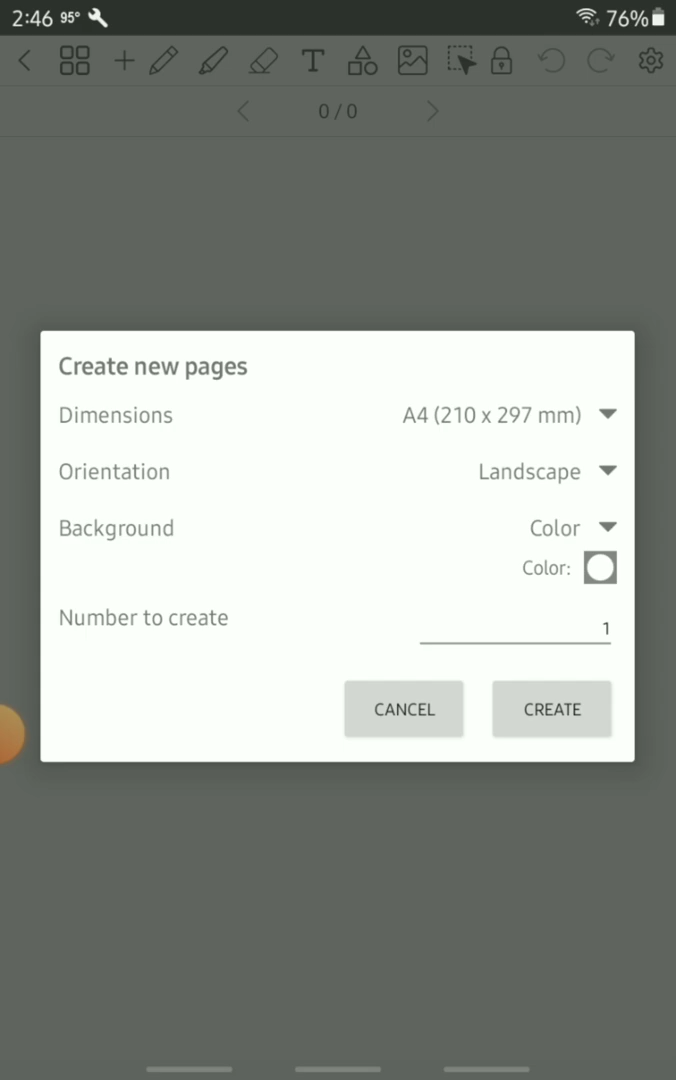 2:46 95° 76%
T
0 / 0
Create new pages
Dimensions A4 (210 x 297 mm)
Orientation Landscape
Background Color
Color:
Number to create 1
CANCEL CREATE